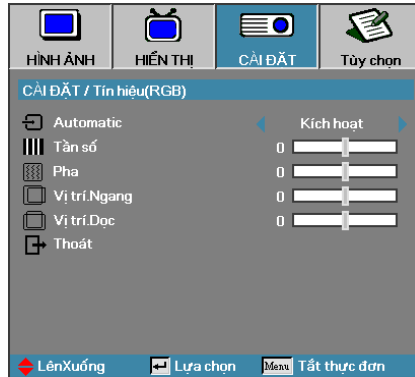 HÌNH ẢNH HIỂN THỊ CÀI ĐẶT Tùy chọn
CÀI ĐẶT / Tín hiệu(RGB)
Automatic Kích hoạt
Tần số 0
Pha 0
Vị trí.Ngang 0
Vị trí.Dọc 0
Thoát
LênXuống Lựa chọn Menu Tắt thực đơn